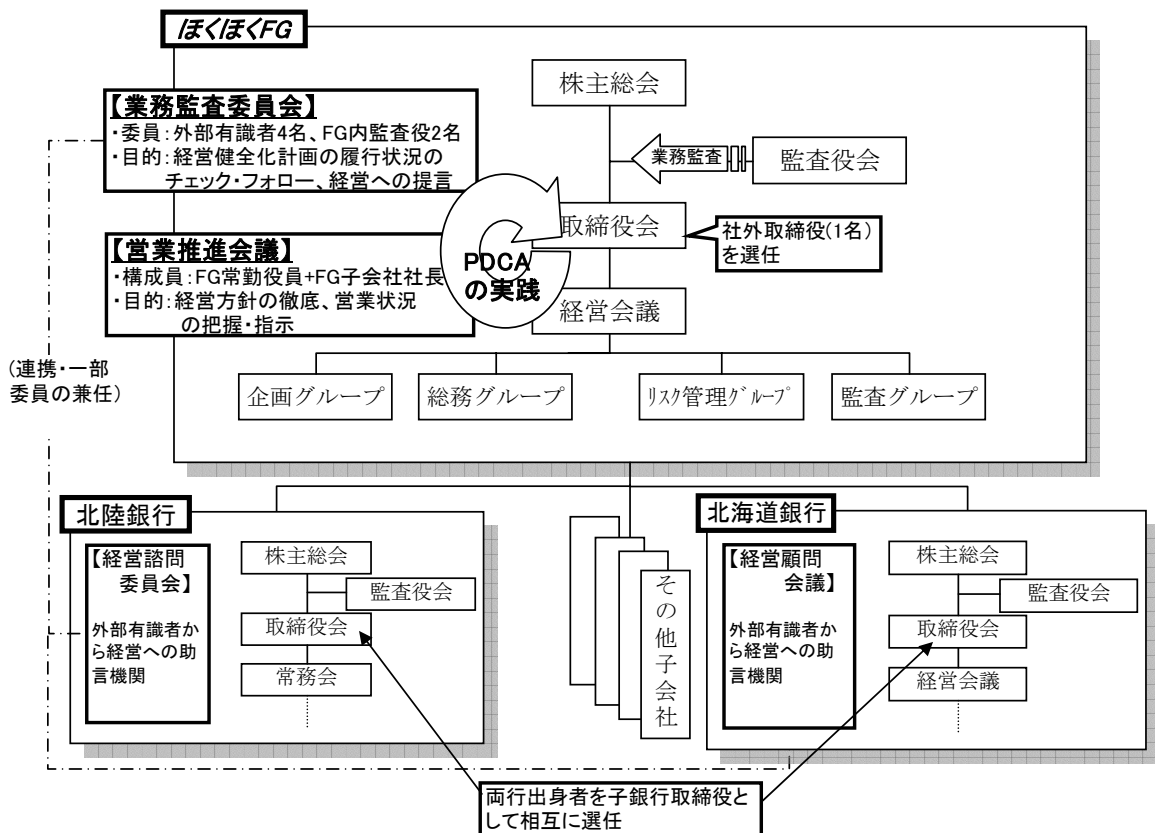 ほくほくFG
株主総会
【業務監査委員会】
・委員：外部有識者4名、FG内監査役2名
・目的：経営健全化計画の履行状況の
チェック・フォロー、経営への提言
業務監査
監査役会
取締役会
社外取締役(1名)
を選任
【営業推進会議】
・構成員：FG常勤役員+FG子会社社長
・目的：経営方針の徹底、営業状況
の把握・指示
PDCA
の実践
経営会議
(連携・一部
委員の兼任)
企画グループ
総務グループ
ﾘｽｸ管理ｸﾞﾙｰﾌﾟ
監査グループ
北陸銀行
【経営諮問
委員会】
外部有識者か
ら経営への助
言機関
株主総会
監査役会
取締役会
常務会
その他子会社
北海道銀行
【経営顧問
会議】
外部有識者か
ら経営への助
言機関
株主総会
監査役会
取締役会
経営会議
両行出身者を子銀行取締役と
して相互に選任